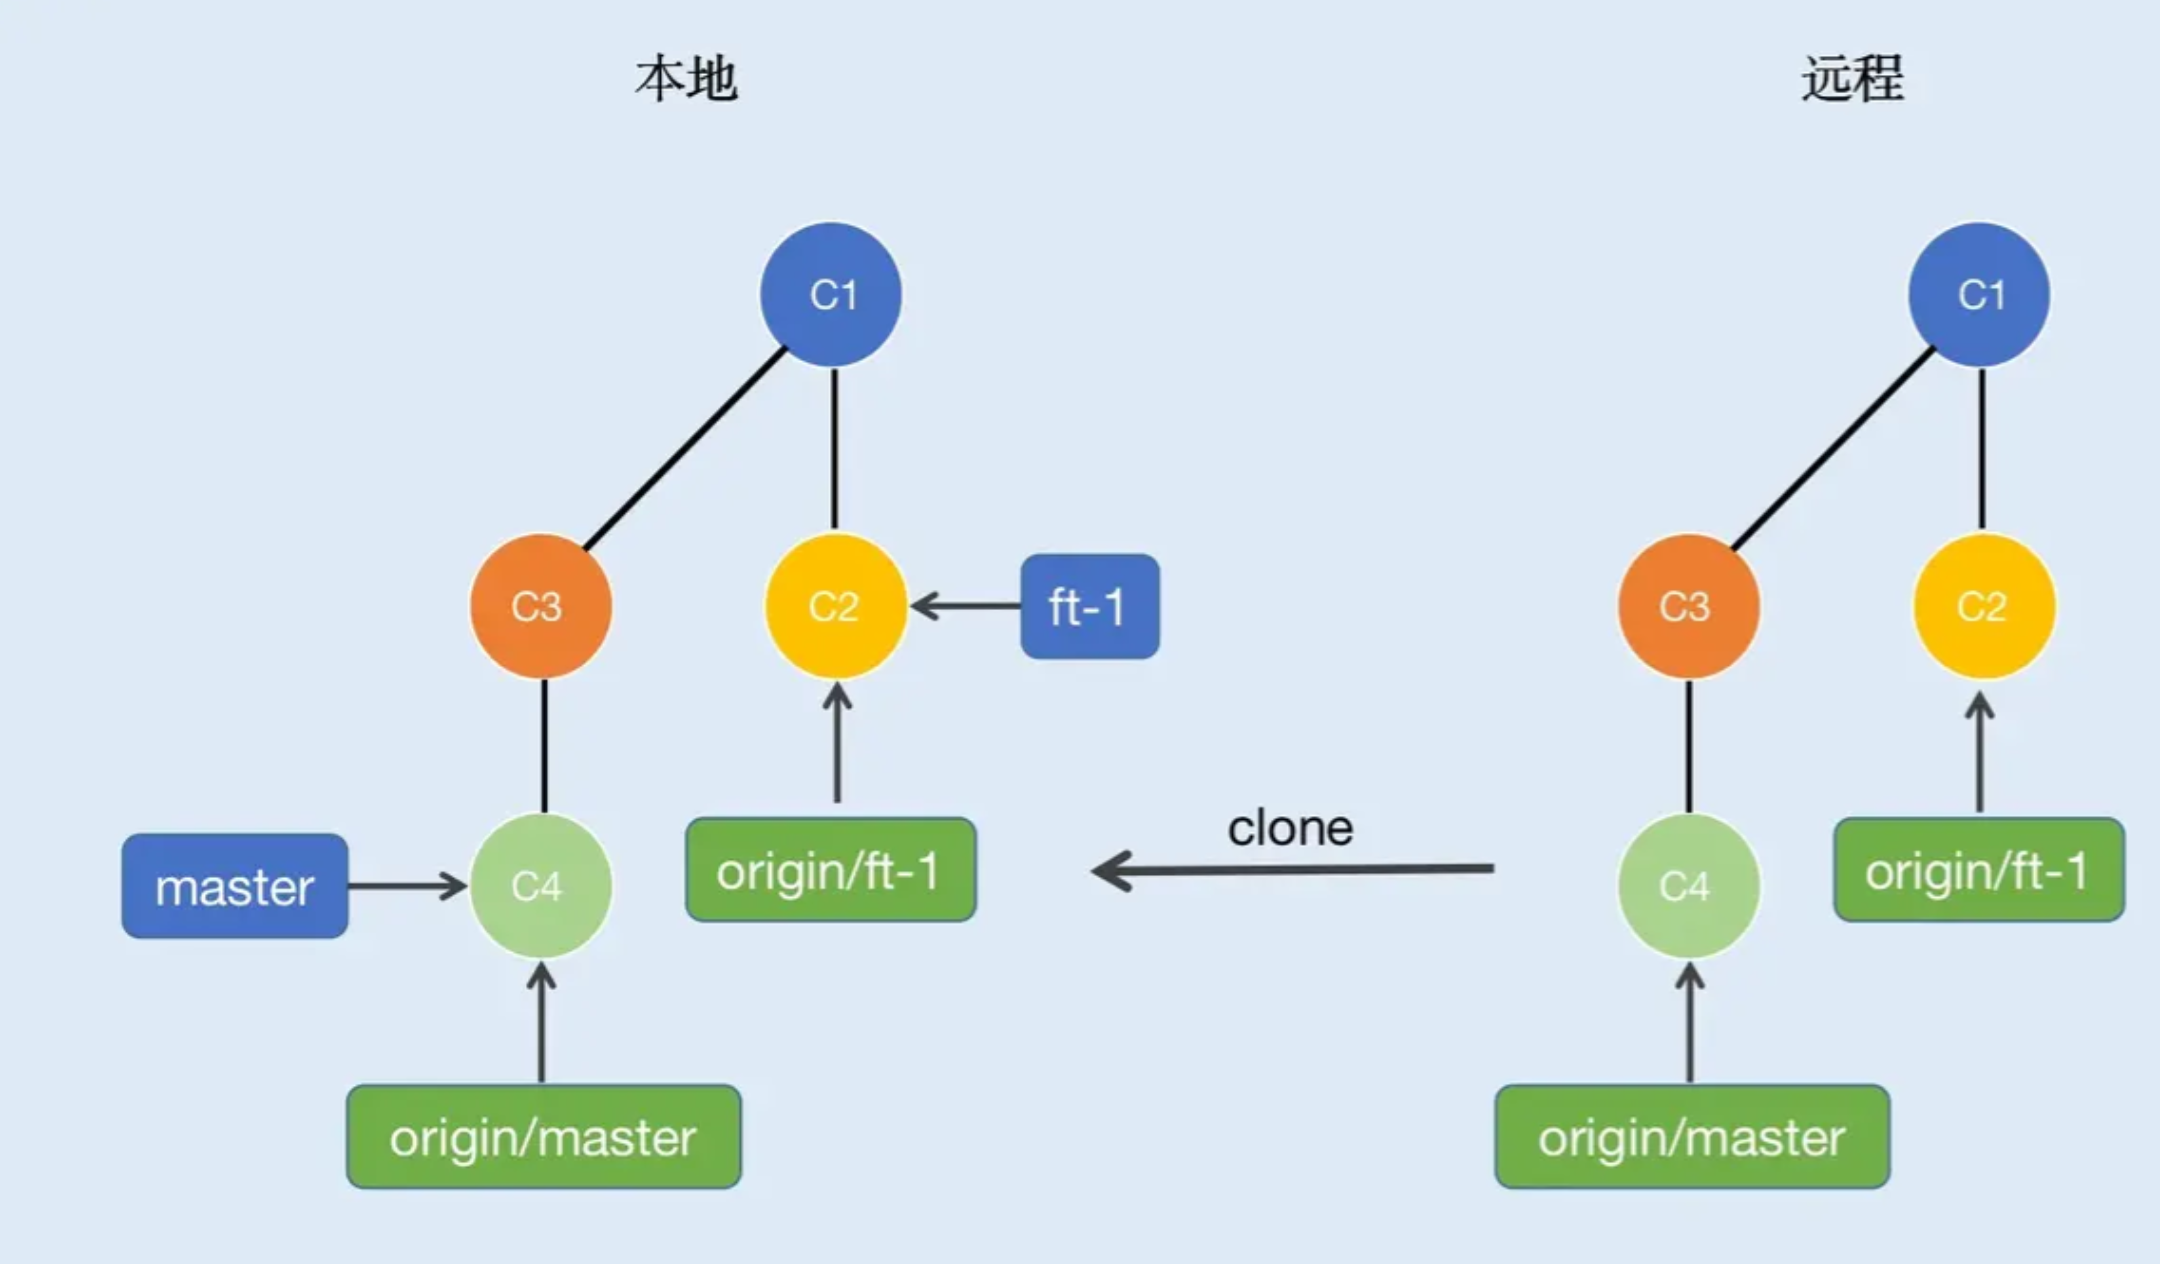 本地
远程
C1
C1
C3
C2
ft-1
C3
C2
master
C4
origin/ft-1
clone
C4
origin/ft-1
origin/master
origin/master